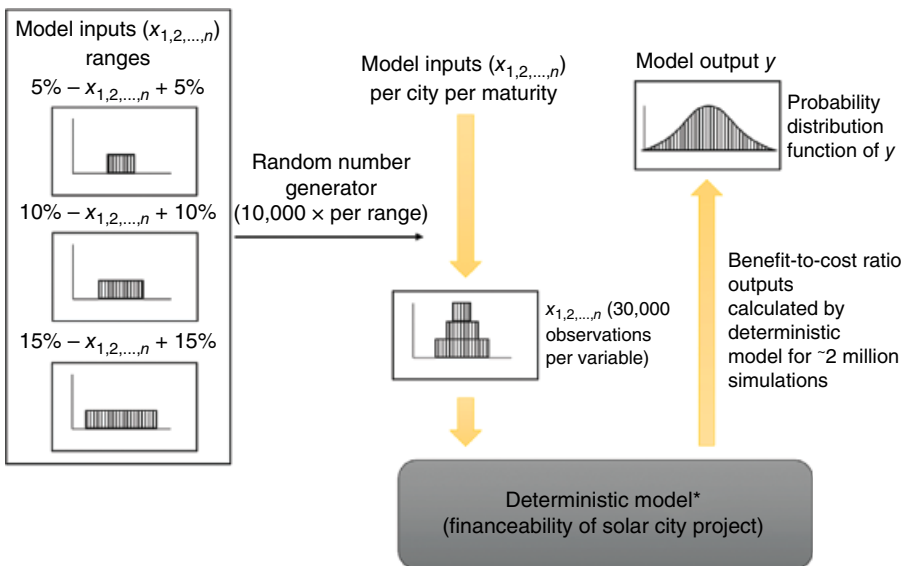 Model inputs (x1,2,...,n)
ranges
5% − x1,2,...,n + 5%
10% − x1,2,...,n + 10%
15% − x1,2,...,n + 15%
Random number
generator
(10,000 × per range)
Model inputs (x1,2,...,n)
per city per maturity
x1,2,...,n (30,000
observations
per variable)
Deterministic model*
(financeability of solar city project)
Benefit-to-cost ratio
outputs
calculated by
deterministic
model for ~2 million
simulations
Model output y
Probability
distribution
function of y